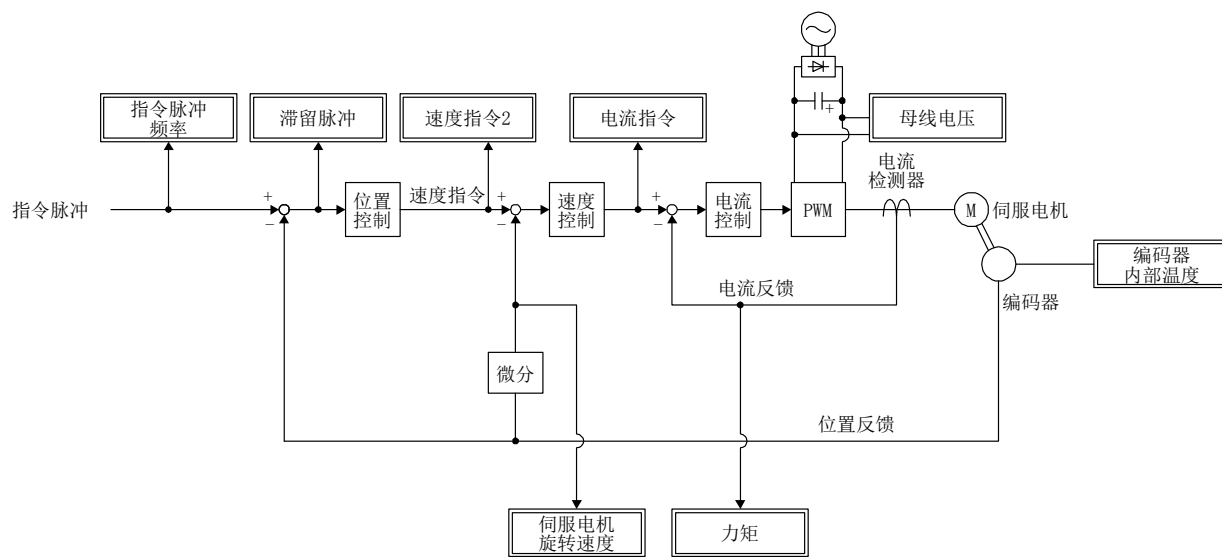 指令脉冲
频率
滞留脉冲
速度指令2
电流指令
母线电压
+
电流
检测器
指令脉冲
+
−
位置
控制
速度指令
+
−
速度
控制
+
−
电流
控制
PWM
M
伺服电机
编码器
内部温度
电流反馈
编码器
微分
位置反馈
伺服电机
旋转速度
力矩